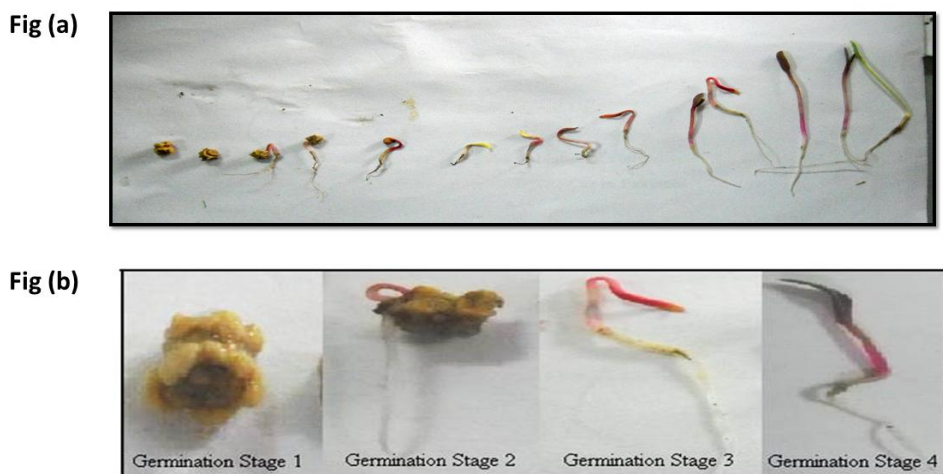 Fig (a)
Fig (b)
Germination Stage 1
Germination Stage 2
Germination Stage 3
Germination Stage 4